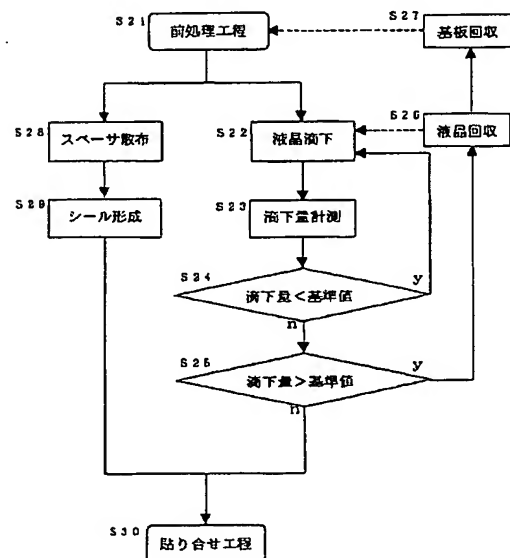 S21
前処理工程
S27
基板回収
S28
スペーサ散布
S22
液晶滴下
S26
液晶回収
S29
シール形成
S23
滴下量計測
S24
滴下量<基準値
y
n
S25
滴下量>基準値
y
n
S30
貼り合せ工程